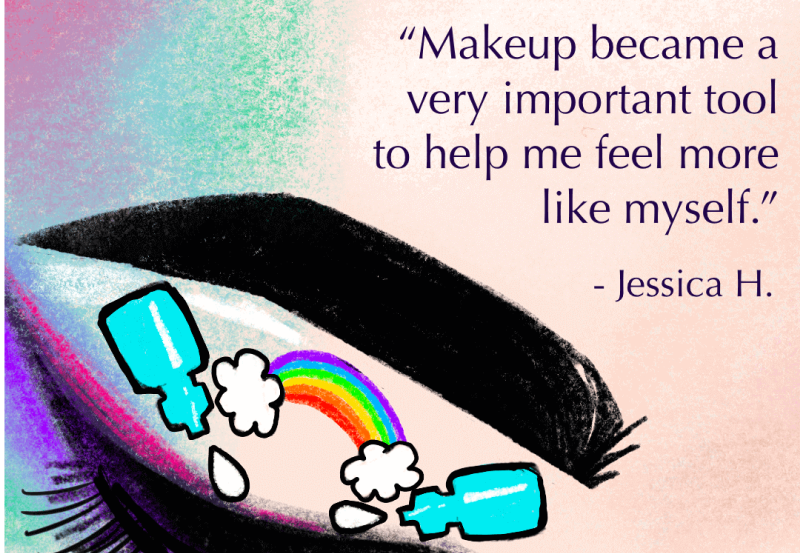 “Makeup became a
very important tool
to help me feel more
like myself.”
- Jessica H.